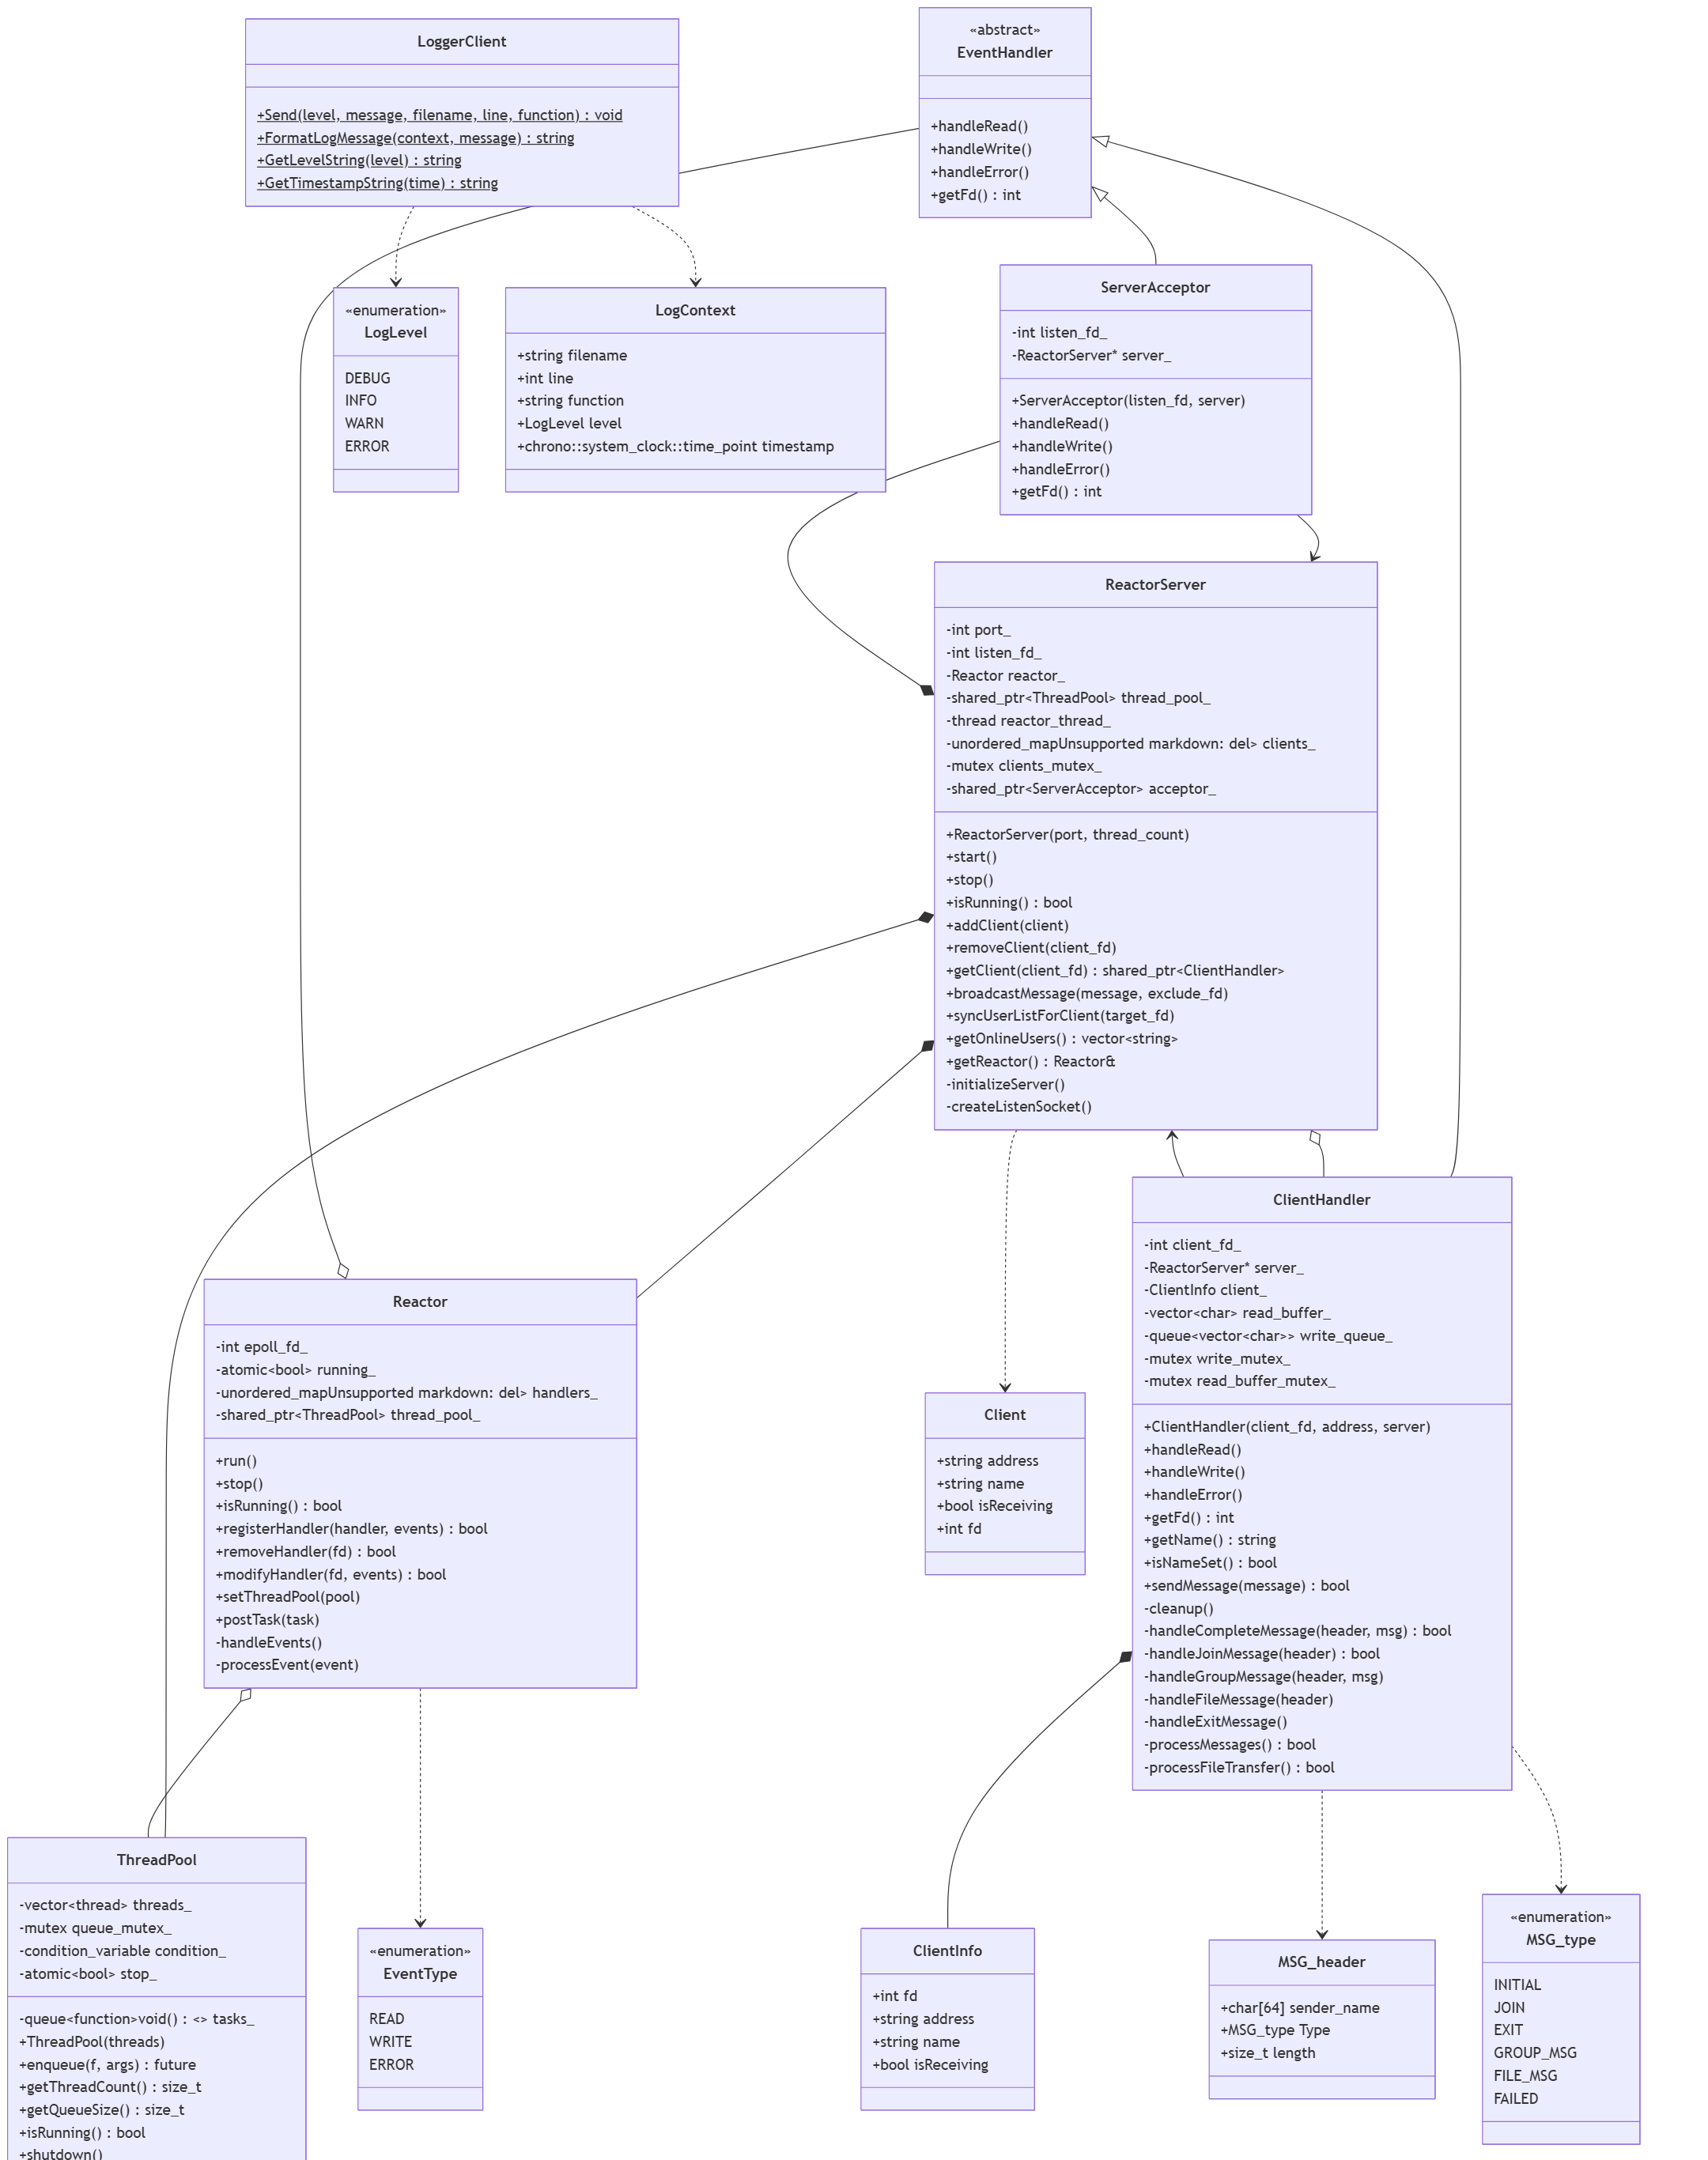 LoggerClient
+Send(level, message, filename, line, function) : void
+FormatLogMessage(context, message) : string
+GetLevelString(level) : string
+GetTimestampString(time) : string
«abstract»
EventHandler
+handleRead()
+handleWrite()
+handleError()
+getFd() : int
«enumeration»
LogLevel
DEBUG
INFO
WARN
ERROR
LogContext
+string filename
+int line
+string function
+LogLevel level
+chrono::system_clock::time_point timestamp
ServerAcceptor
-int listen_fd_
-ReactorServer* server_
+ServerAcceptor(listen_fd, server)
+handleRead()
+handleWrite()
+handleError()
+getFd() : int
ReactorServer
-int port_
-int listen_fd_
-Reactor reactor_
-shared_ptr<ThreadPool> thread_pool_
-thread reactor_thread_
-unordered_mapUnsupported markdown: del> clients_
-mutex clients_mutex_
-shared_ptr<ServerAcceptor> acceptor_
+ReactorServer(port, thread_count)
+start()
+stop()
+isRunning() : bool
+addClient(client)
+removeClient(client_fd)
+getClient(client_fd) : shared_ptr<ClientHandler>
+broadcastMessage(message, exclude_fd)
+syncUserListForClient(target_fd)
+getOnlineUsers() : vector<string>
+getReactor() : Reactor&
-initializeServer()
-createListenSocket()
Reactor
-int epoll_fd_
-atomic<bool> running_
-unordered_mapUnsupported markdown: del> handlers_
-shared_ptr<ThreadPool> thread_pool_
+run()
+stop()
+isRunning() : bool
+registerHandler(handler, events) : bool
+removeHandler(fd) : bool
+modifyHandler(fd, events) : bool
+setThreadPool(pool)
+postTask(task)
-handleEvents()
-processEvent(event)
Client
+string address
+string name
+bool isReceiving
+int fd
ClientHandler
-int client_fd_
-ReactorServer* server_
-ClientInfo client_
-vector<char> read_buffer_
-queue<vector<char>> write_queue_
-mutex write_mutex_
-mutex read_buffer_mutex_
+ClientHandler(client_fd, address, server)
+handleRead()
+handleWrite()
+handleError()
+getFd() : int
+getName() : string
+isNameSet() : bool
+sendMessage(message) : bool
-cleanup()
-handleCompleteMessage(header, msg) : bool
-handleJoinMessage(header) : bool
-handleGroupMessage(header, msg)
-handleFileMessage(header)
-handleExitMessage()
-processMessages() : bool
-processFileTransfer() : bool
ThreadPool
-vector<thread> threads_
-mutex queue_mutex_
-condition_variable condition_
-atomic<bool> stop_
-queue<function>void() : <> tasks_
+ThreadPool(threads)
+enqueue(f, args) : future
+getThreadCount() : size_t
+getQueueSize() : size_t
+isRunning() : bool
+shutdown()
«enumeration»
EventType
READ
WRITE
ERROR
ClientInfo
+int fd
+string address
+string name
+bool isReceiving
MSG_header
+char[64] sender_name
+MSG_type Type
+size_t length
«enumeration»
MSG_type
INITIAL
JOIN
EXIT
GROUP_MSG
FILE_MSG
FAILED